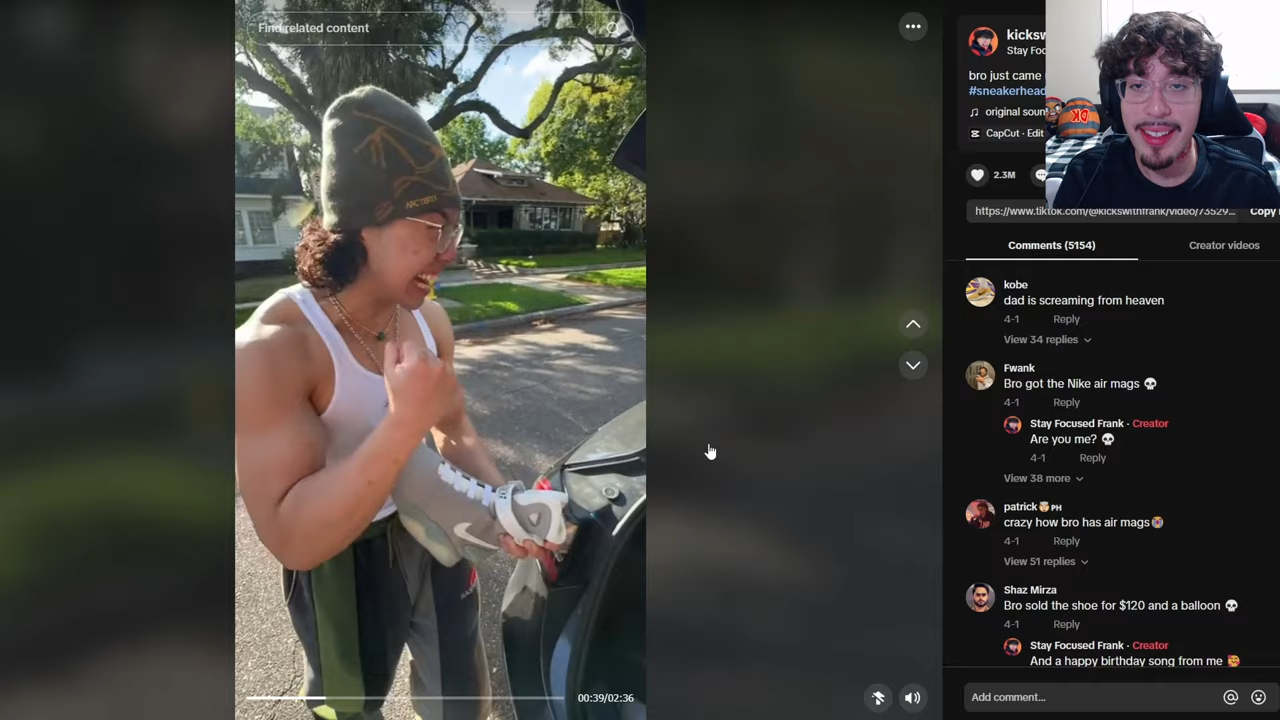 Find related content
ARC'TERYX
00:39/02:36
kicksw
Stay Foc
bro just came
#sneakerhead
original soun
CapCut · Edit
2.3M
https://www.tiktok.com/@kickswithfrank/video/73529...
Copy
Comments (5154)
Creator videos
kobe
dad is screaming from heaven
4-1 Reply
View 34 replies
Fwank
Bro got the Nike air mags 💀
4-1 Reply
Stay Focused Frank · Creator
Are you me? 💀
4-1 Reply
View 38 more
patrick🤯🇵🇭
crazy how bro has air mags😭
4-1 Reply
View 51 replies
Shaz Mirza
Bro sold the shoe for $120 and a balloon 💀
4-1 Reply
Stay Focused Frank · Creator
And a happy birthday song from me 🥰
Add comment...
DK